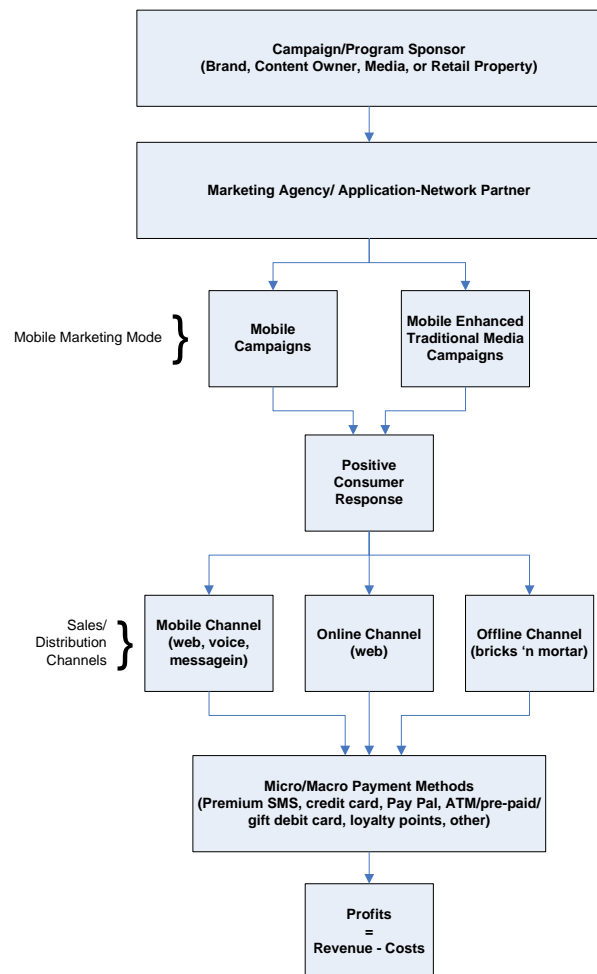 Campaign/Program Sponsor
(Brand, Content Owner, Media, or Retail Property)
Marketing Agency/ Application-Network Partner
Mobile Marketing Mode
Mobile
Campaigns
Mobile Enhanced
Traditional Media
Campaigns
Positive
Consumer
Response
Sales/
Distribution
Channels
Mobile Channel
(web, voice,
messagein)
Online Channel
(web)
Offline Channel
(bricks ‘n mortar)
Micro/Macro Payment Methods
(Premium SMS, credit card, Pay Pal, ATM/pre-paid/
gift debit card, loyalty points, other)
Profits
=
Revenue - Costs